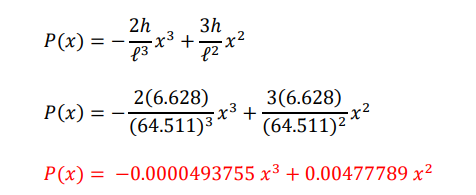 P(x) = − 2h/ℓ³ x³ + 3h/ℓ² x²
P(x) = − 2(6.628)/(64.511)³ x³ + 3(6.628)/(64.511)² x²
P(x) = −0.0000493755 x³ + 0.00477789 x²